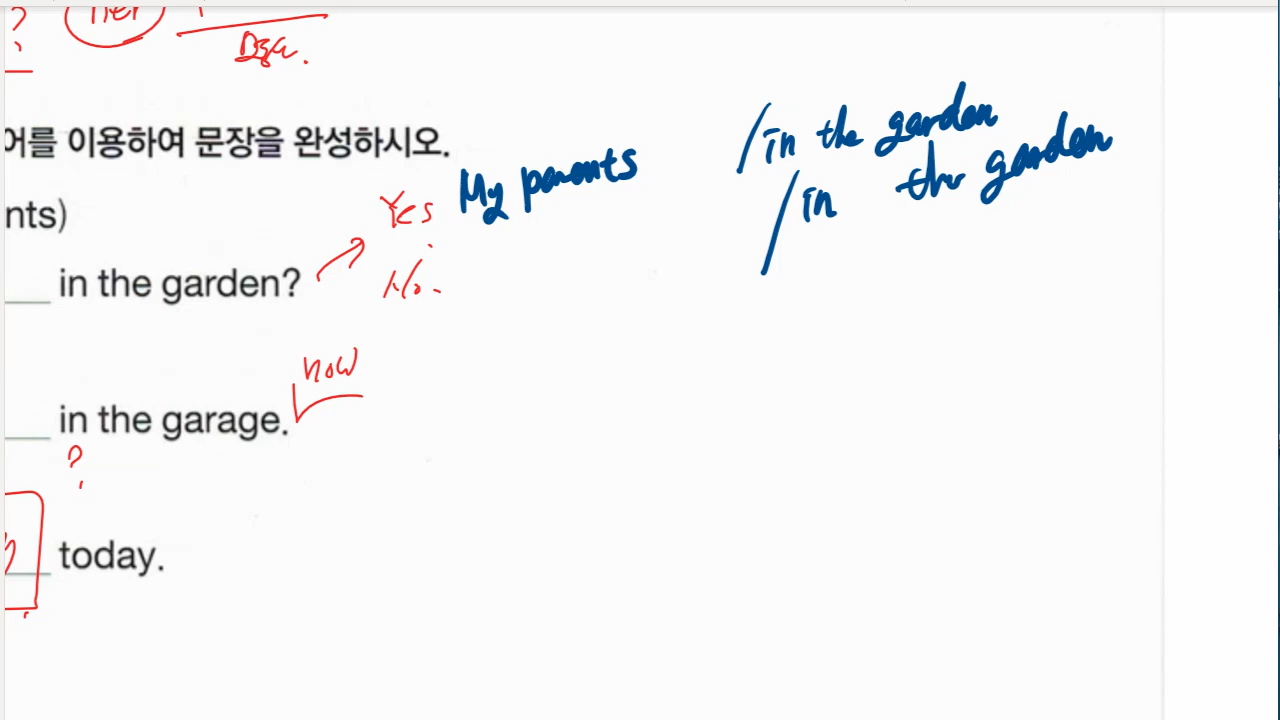 ?
Her
어를 이용하여 문장을 완성하시오.
/in the garden
My parents
/in the garden
nts)
Yes
in the garden?
No.
now
in the garage.
?
today.